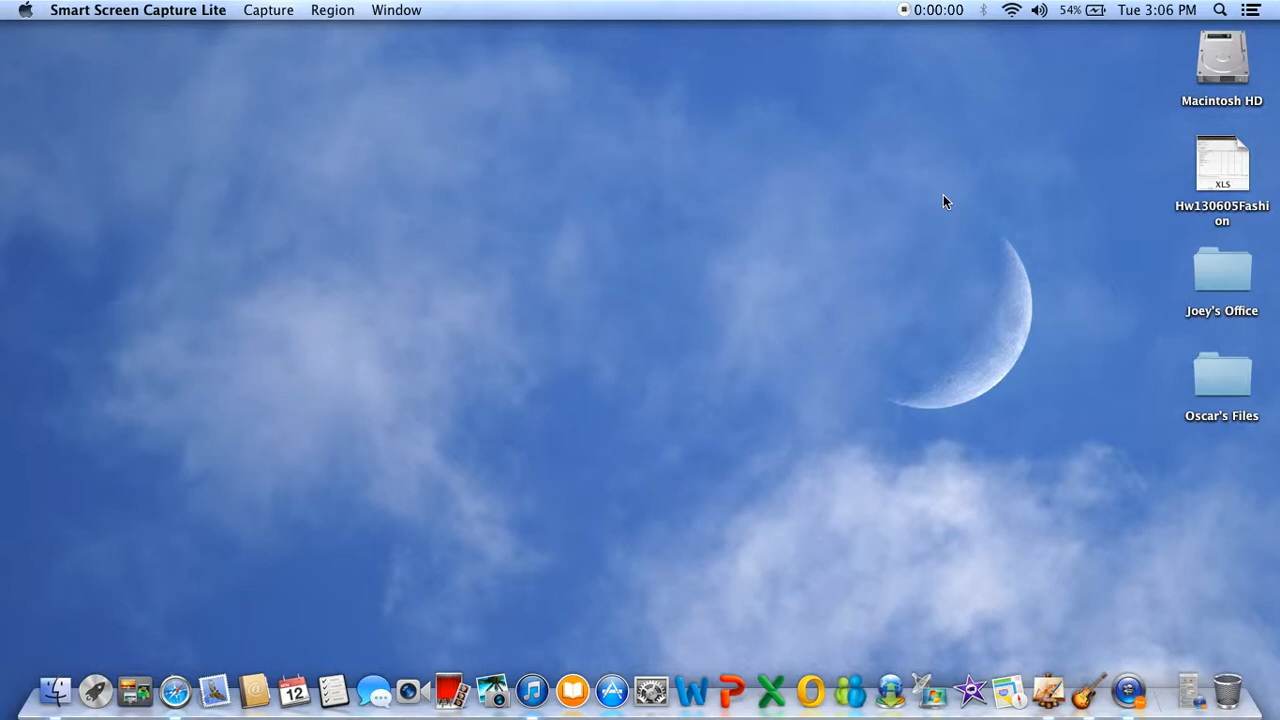 Smart Screen Capture Lite Capture Region Window 0:00:00 54% Tue 3:06 PM
Macintosh HD
XLS
Hw130605Fashi
on
Joey's Office
Oscar's Files
12